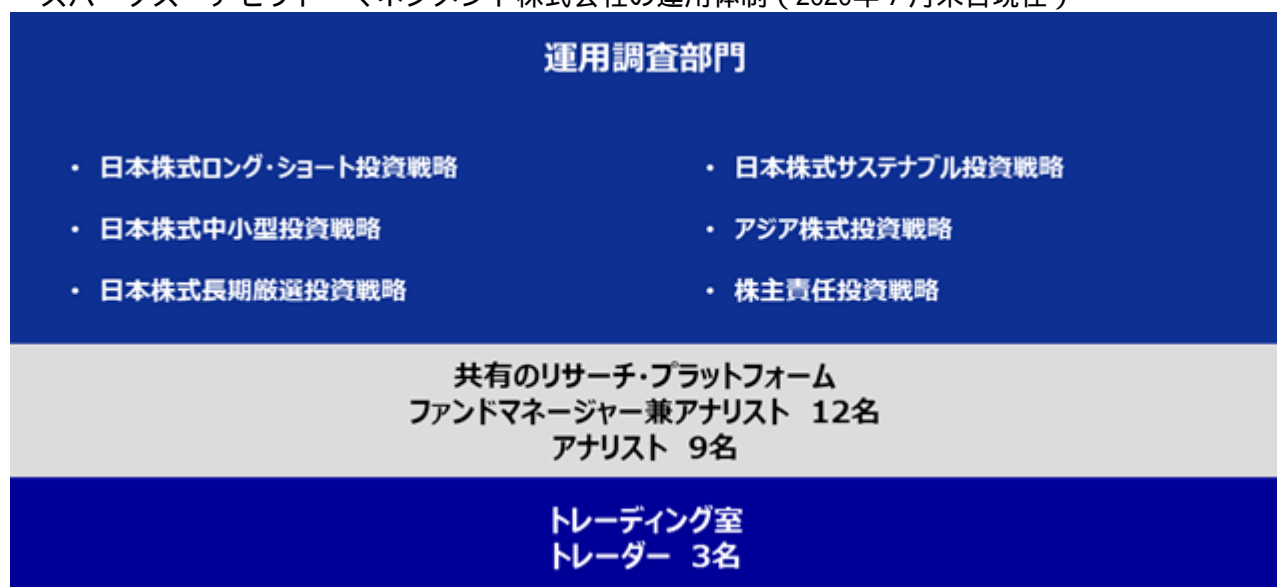 運用調査部門
・ 日本株式ロング・ショート投資戦略
・ 日本株式中小型投資戦略
・ 日本株式長期厳選投資戦略
・ 日本株式サステナブル投資戦略
・ アジア株式投資戦略
・ 株主責任投資戦略
共有のリサーチ・プラットフォーム
ファンドマネージャー兼アナリスト 12名
アナリスト 9名
トレーディング室
トレーダー 3名